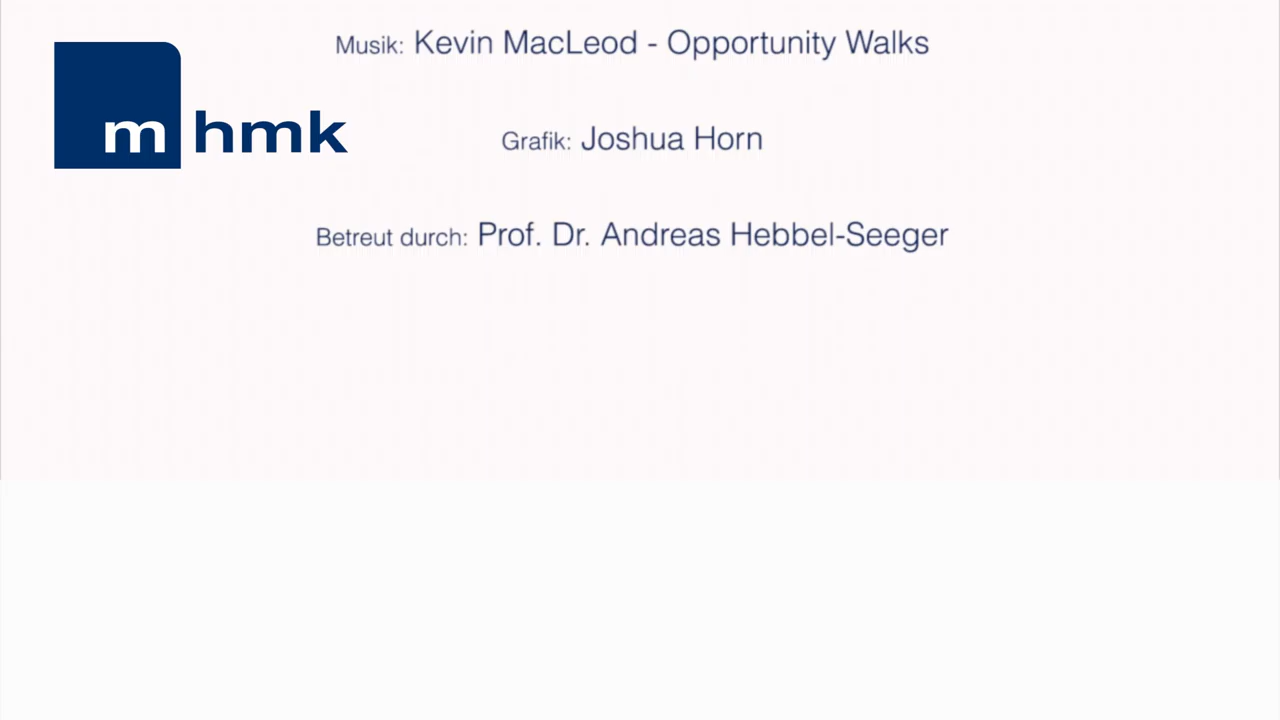 Musik: Kevin MacLeod - Opportunity Walks
mhmk
Grafik: Joshua Horn
Betreut durch: Prof. Dr. Andreas Hebbel-Seeger